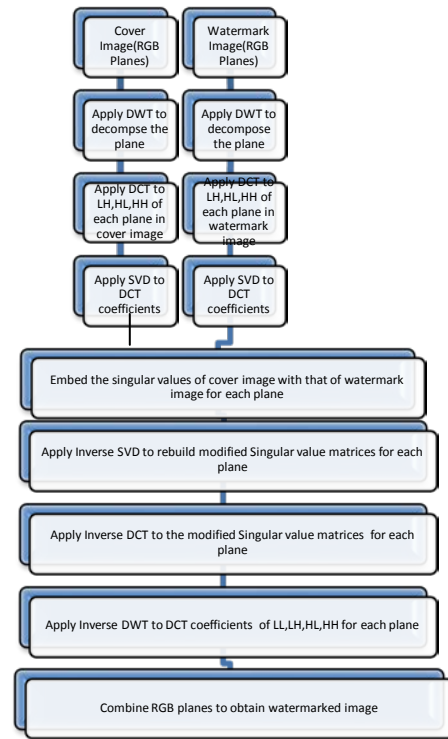 Cover
Image(RGB
Planes)
Watermark
Image(RGB
Planes)
Apply DWT to
decompse the
plane
Apply DWT to
decompose
the plane
Apply DCT to
LH,HL,HH of
each plane in
cover image
Apply DCT to
LH,HL,HH of
each plane in
watermark
image
Apply SVD to
DCT
coefficients
Apply SVD to
DCT
coefficients
Embed the singular values of cover image with that of watermark
image for each plane
Apply Inverse SVD to rebuild modified Singular value matrices for each
plane
Apply Inverse DCT to the modified Singular value matrices for each
plane
Apply Inverse DWT to DCT coefficients of LL,LH,HL,HH for each plane
Combine RGB planes to obtain watermarked image